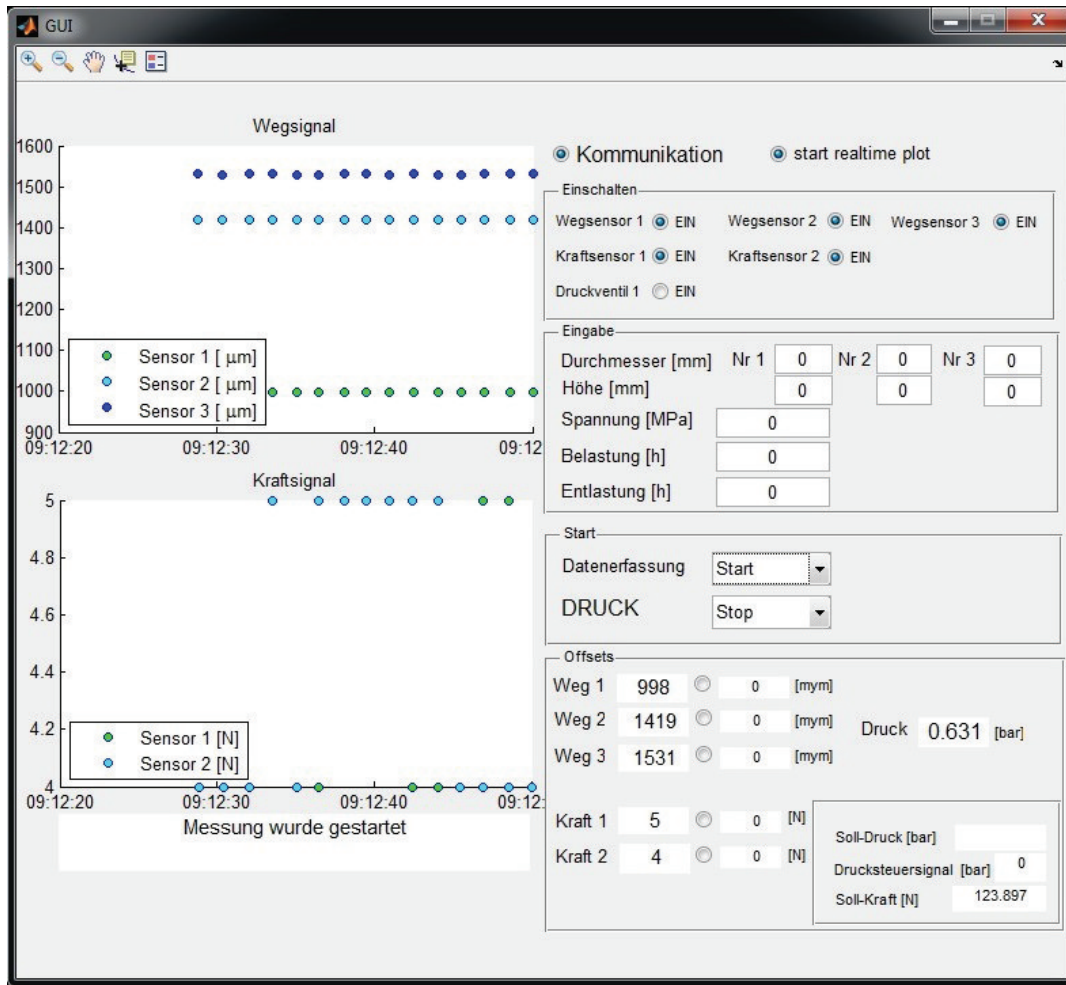 GUI
Wegsignal
1600
1500
1400
1300
1200
1100
1000
900
Sensor 1 [ µm]
Sensor 2 [ µm]
Sensor 3 [ µm]
09:12:20 09:12:30 09:12:40 09:12
Kraftsignal
5
4.8
4.6
4.4
4.2
4
Sensor 1 [N]
Sensor 2 [N]
09:12:20 09:12:30 09:12:40 09:12:
Messung wurde gestartet
Kommunikation start realtime plot
Einschalten
Wegsensor 1 EIN Wegsensor 2 EIN Wegsensor 3 EIN
Kraftsensor 1 EIN Kraftsensor 2 EIN
Druckventil 1 EIN
Eingabe
Durchmesser [mm] Nr 1 0 Nr 2 0 Nr 3 0
Höhe [mm] 0 0 0
Spannung [MPa] 0
Belastung [h] 0
Entlastung [h] 0
Start
Datenerfassung Start
DRUCK Stop
Offsets
Weg 1 998 0 [mym]
Weg 2 1419 0 [mym]
Weg 3 1531 0 [mym]
Druck 0.631 [bar]
Kraft 1 5 0 [N]
Kraft 2 4 0 [N]
Soll-Druck [bar]
Drucksteuersignal [bar] 0
Soll-Kraft [N] 123.897